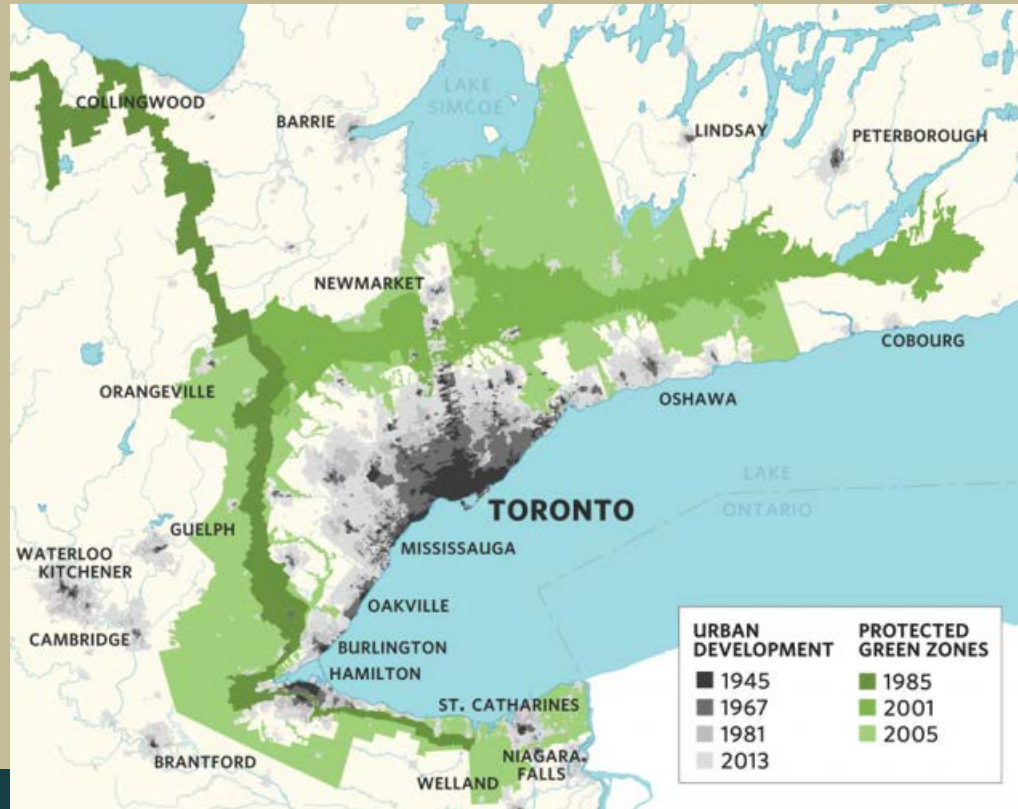 COLLINGWOOD
LAKE
SIMCOE
BARRIE
LINDSAY
PETERBOROUGH
NEWMARKET
COBOURG
ORANGEVILLE
OSHAWA
LAKE
ONTARIO
TORONTO
GUELPH
MISSISSAUGA
WATERLOO
KITCHENER
OAKVILLE
CAMBRIDGE
BURLINGTON
HAMILTON
ST. CATHARINES
BRANTFORD
NIAGARA
FALLS
WELLAND
URBAN
DEVELOPMENT
1945
1967
1981
2013
PROTECTED
GREEN ZONES
1985
2001
2005